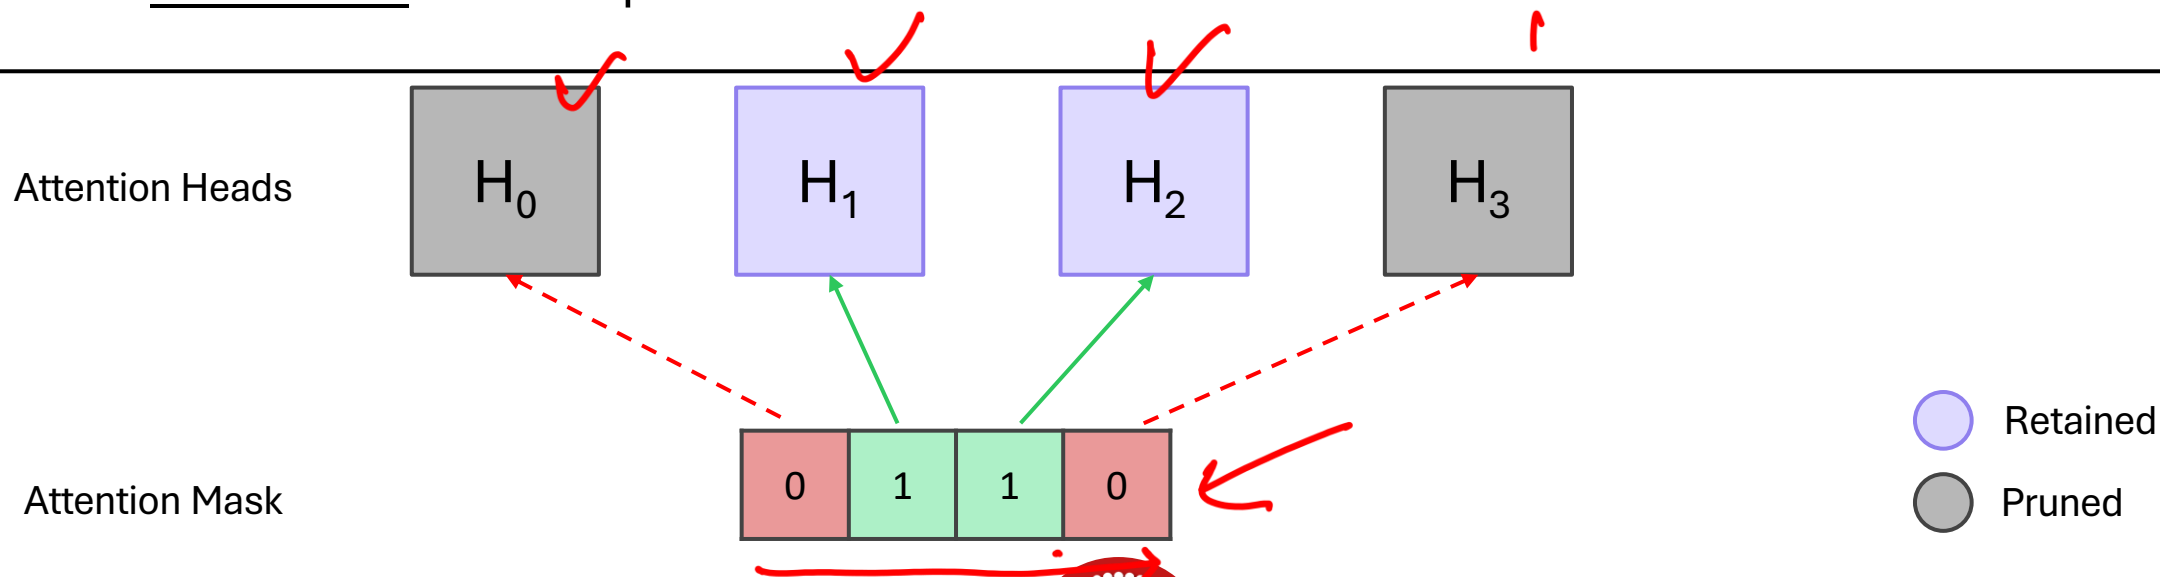 Attention Heads
H0
H1
H2
H3
Attention Mask
0
1
1
0
Retained
Pruned